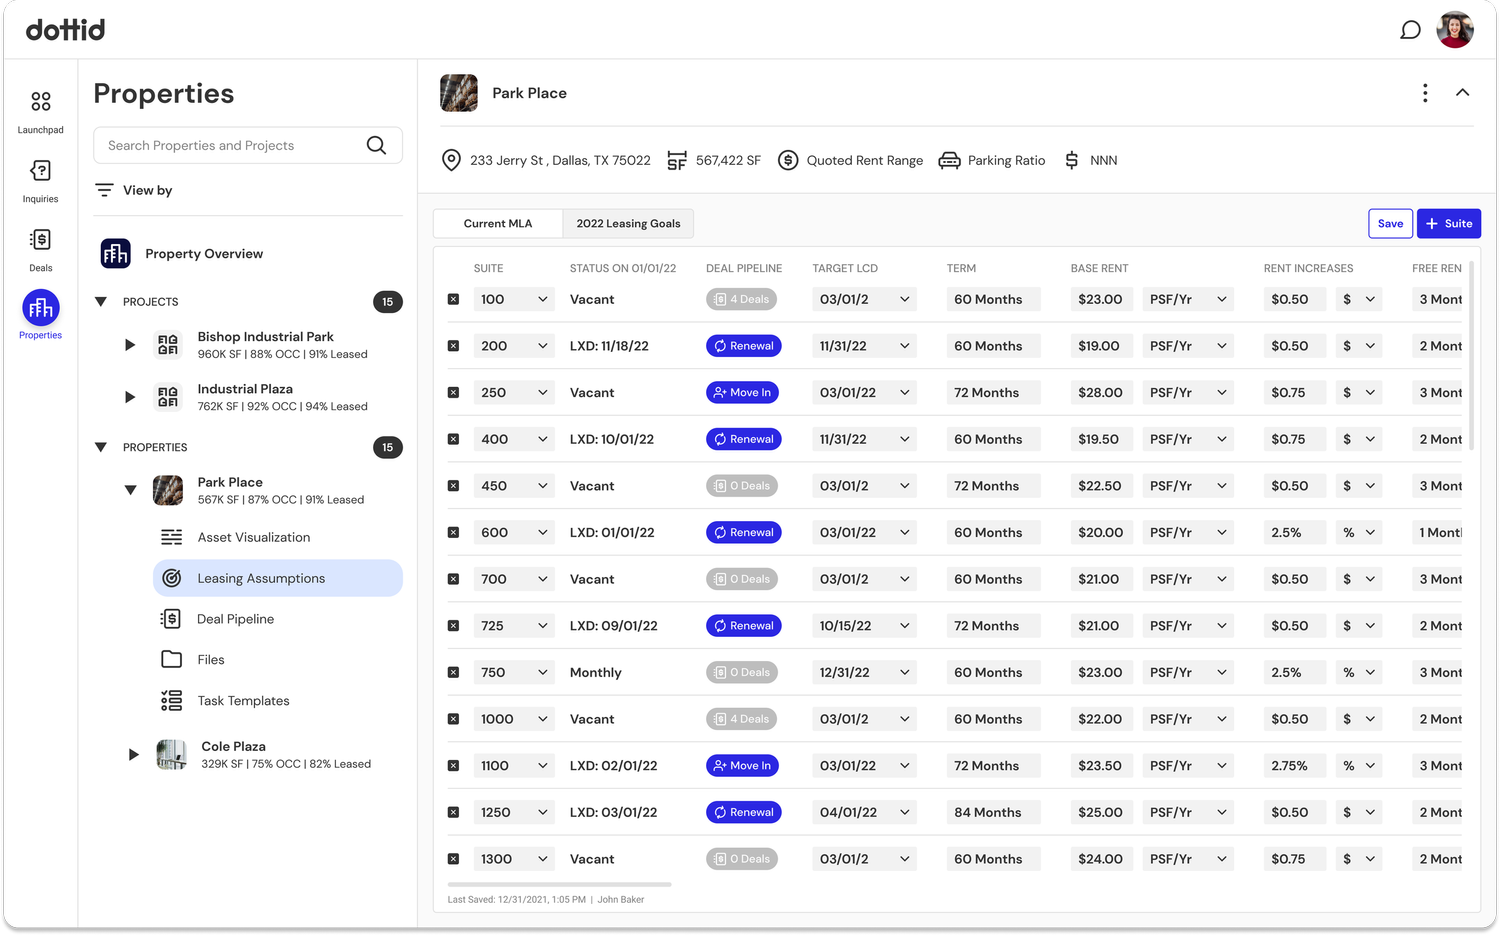 dottid
Launchpad
Inquiries
Deals
Properties
Properties
Search Properties and Projects
View by
Property Overview
PROJECTS 15
Bishop Industrial Park
960K SF | 88% OCC | 91% Leased
Industrial Plaza
762K SF | 92% OCC | 94% Leased
PROPERTIES 15
Park Place
567K SF | 87% OCC | 91% Leased
Asset Visualization
Leasing Assumptions
Deal Pipeline
Files
Task Templates
Cole Plaza
329K SF | 75% OCC | 82% Leased
Park Place
233 Jerry St , Dallas, TX 75022 SF 567,422 SF $ Quoted Rent Range Parking Ratio $ NNN
Current MLA 2022 Leasing Goals Save + Suite
SUITE STATUS ON 01/01/22 DEAL PIPELINE TARGET LCD TERM BASE RENT RENT INCREASES FREE REN
100 Vacant 4 Deals 03/01/2 60 Months $23.00 PSF/Yr $0.50 $ 3 Mont
200 LXD: 11/18/22 Renewal 11/31/22 60 Months $19.00 PSF/Yr $0.50 $ 2 Mont
250 Vacant Move In 03/01/22 72 Months $28.00 PSF/Yr $0.75 $ 3 Mont
400 LXD: 10/01/22 Renewal 11/31/22 60 Months $19.50 PSF/Yr $0.75 $ 2 Mont
450 Vacant 0 Deals 03/01/2 72 Months $22.50 PSF/Yr $0.50 $ 3 Mont
600 LXD: 01/01/22 Renewal 03/01/22 60 Months $20.00 PSF/Yr 2.5% % 1 Mont
700 Vacant 0 Deals 03/01/2 60 Months $21.00 PSF/Yr $0.50 $ 3 Mont
725 LXD: 09/01/22 Renewal 10/15/22 72 Months $21.00 PSF/Yr $0.50 $ 2 Mont
750 Monthly 0 Deals 12/31/22 60 Months $23.00 PSF/Yr 2.5% % 3 Mont
1000 Vacant 4 Deals 03/01/2 60 Months $22.00 PSF/Yr $0.50 $ 2 Mont
1100 LXD: 02/01/22 Move In 03/01/22 72 Months $23.50 PSF/Yr 2.75% % 3 Mont
1250 LXD: 03/01/22 Renewal 04/01/22 84 Months $25.00 PSF/Yr $0.50 $ 2 Mont
1300 Vacant 0 Deals 03/01/2 60 Months $24.00 PSF/Yr $0.75 $ 2 Mont
Last Saved: 12/31/2021, 1:05 PM | John Baker